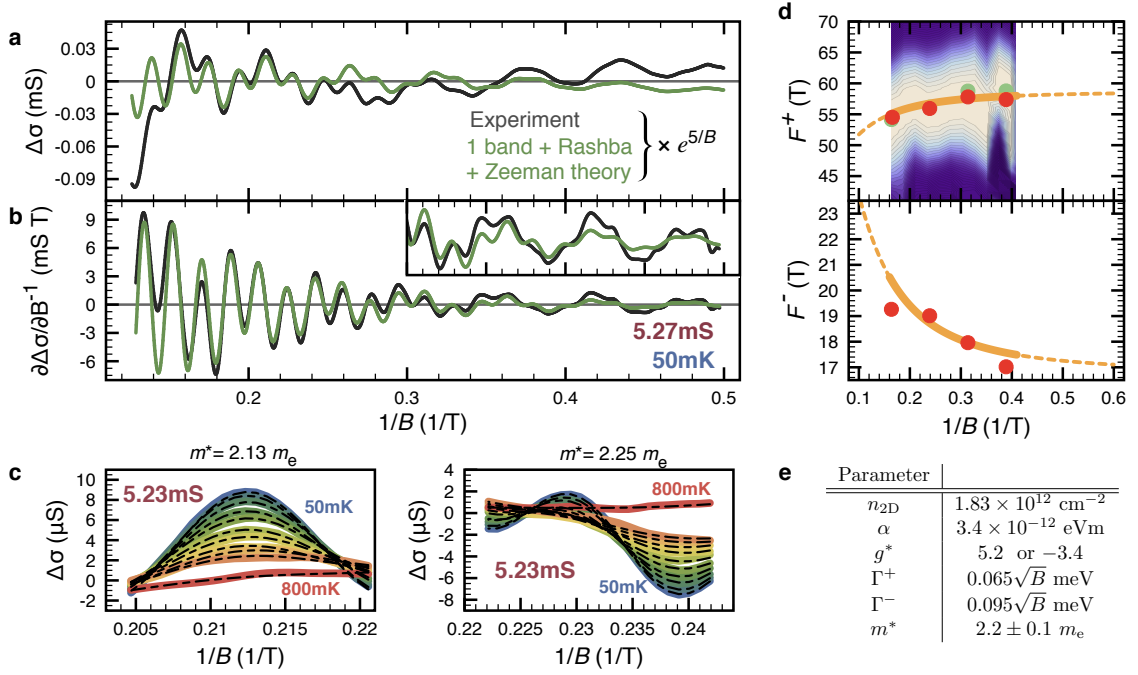 a
Δσ (mS)
0.03
0
-0.03
-0.06
-0.09
Experiment
1 band + Rashba
+ Zeeman theory
× e^{5/B}
b
∂Δσ/∂B⁻¹ (mS T)
9
6
3
0
-3
-6
5.27mS
50mK
0.2 0.3 0.4 0.5
1/B (1/T)
c
m*= 2.13 m_e
Δσ (µS)
10
8
6
4
2
0
-2
5.23mS
50mK
800mK
0.205 0.21 0.215 0.22
1/B (1/T)
m*= 2.25 m_e
Δσ (µS)
4
2
0
-2
-4
-6
-8
800mK
5.23mS
50mK
0.22 0.225 0.23 0.235 0.24
1/B (1/T)
d
F⁺ (T)
70
65
60
55
50
45
F⁻ (T)
23
22
21
20
19
18
17
0.1 0.2 0.3 0.4 0.5 0.6
1/B (1/T)
e
Parameter
n_{2D} 1.83 × 10¹² cm⁻²
α 3.4 × 10⁻¹² eVm
g* 5.2 or −3.4
Γ⁺ 0.065√B meV
Γ⁻ 0.095√B meV
m* 2.2 ± 0.1 m_e